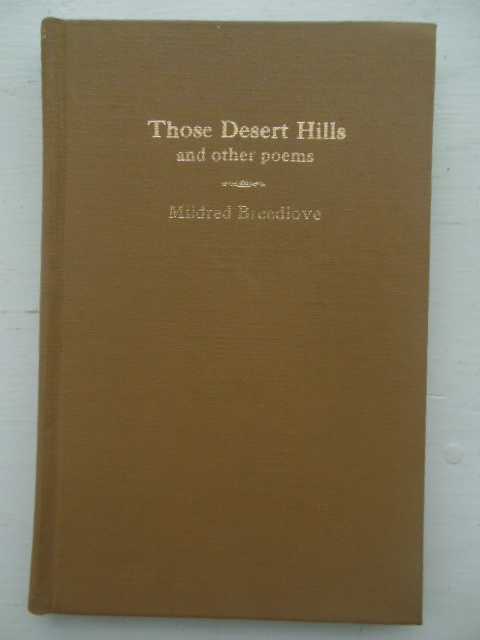 Those Desert Hills
and other poems
Mildred Breedlove